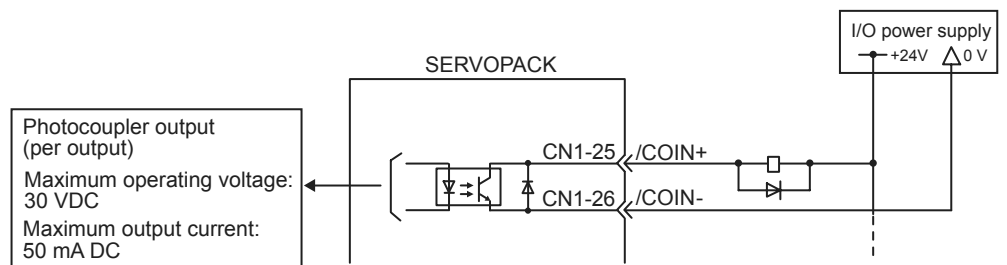 I/O power supply
+24V 0 V
SERVOPACK
Photocoupler output
(per output)
Maximum operating voltage:
30 VDC
Maximum output current:
50 mA DC
CN1-25 /COIN+
CN1-26 /COIN-